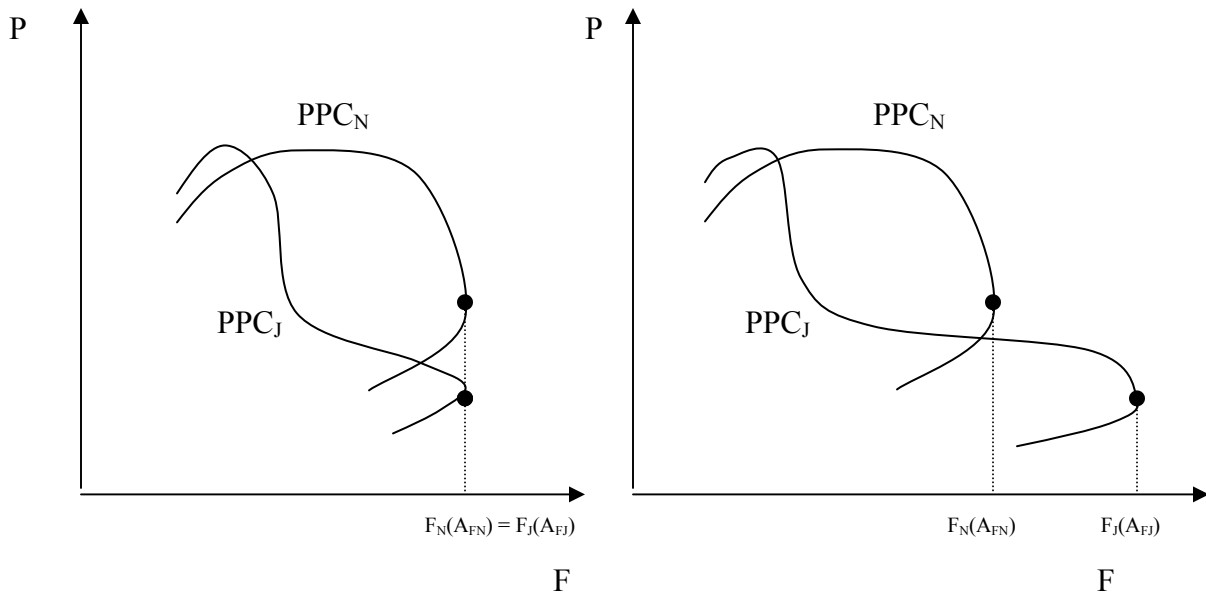 P
PPC_N
PPC_J
F_N(A_FN) = F_J(A_FJ)
F
P
PPC_N
PPC_J
F_N(A_FN)
F_J(A_FJ)
F